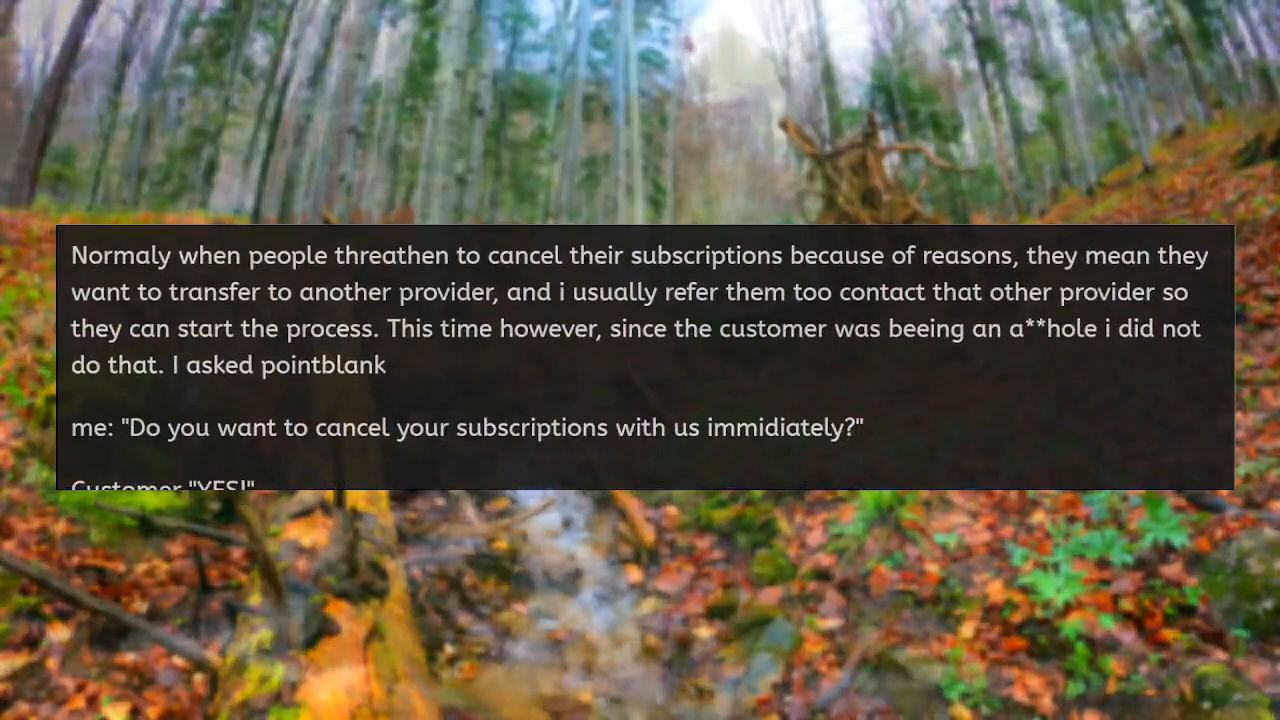 Normaly when people threathen to cancel their subscriptions because of reasons, they mean they
want to transfer to another provider, and i usually refer them too contact that other provider so
they can start the process. This time however, since the customer was beeing an a**hole i did not
do that. I asked pointblank
me: "Do you want to cancel your subscriptions with us immidiately?"
Customer "YES!"